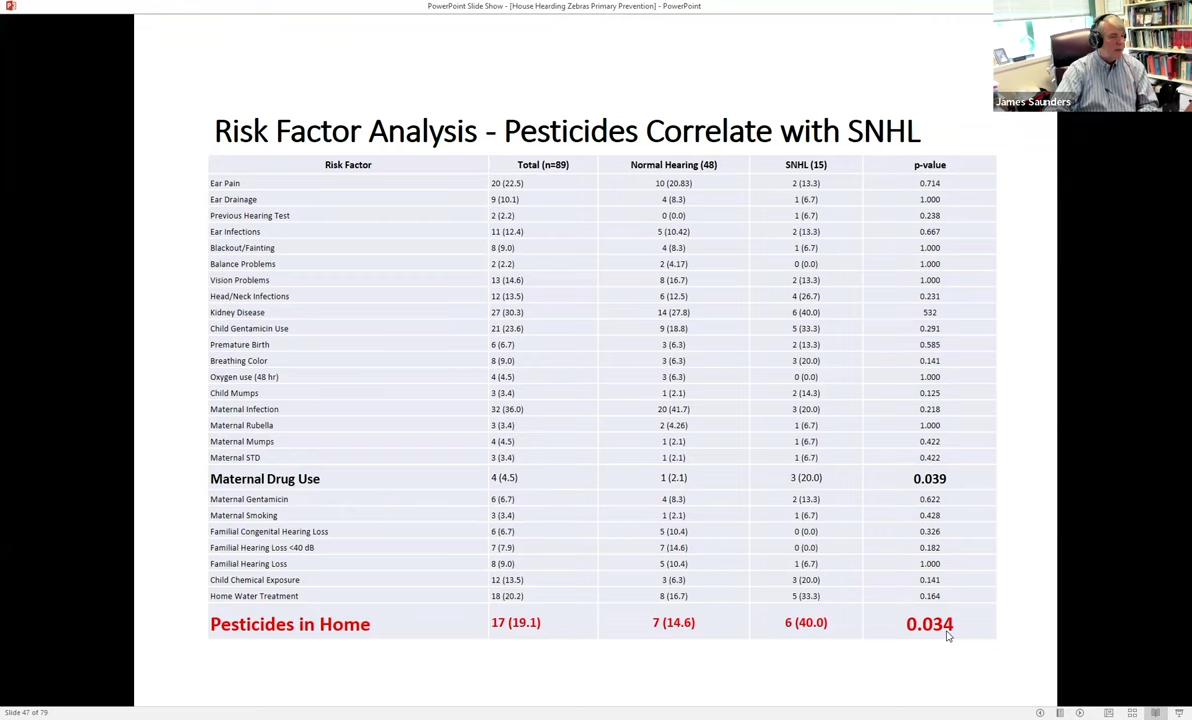 PowerPoint Slide Show - [House Hearding Zebras Primary Prevention] - PowerPoint
James Saunders
Risk Factor Analysis - Pesticides Correlate with SNHL
Risk Factor Total (n=89) Normal Hearing (48) SNHL (15) p-value
Ear Pain 20 (22.5) 10 (20.83) 2 (13.3) 0.714
Ear Drainage 9 (10.1) 4 (8.3) 1 (6.7) 1.000
Previous Hearing Test 2 (2.2) 0 (0.0) 1 (6.7) 0.238
Ear Infections 11 (12.4) 5 (10.42) 2 (13.3) 0.667
Blackout/Fainting 8 (9.0) 4 (8.3) 1 (6.7) 1.000
Balance Problems 2 (2.2) 2 (4.17) 0 (0.0) 1.000
Vision Problems 13 (14.6) 8 (16.7) 2 (13.3) 1.000
Head/Neck Infections 12 (13.5) 6 (12.5) 4 (26.7) 0.231
Kidney Disease 27 (30.3) 14 (27.8) 6 (40.0) 532
Child Gentamicin Use 21 (23.6) 9 (18.8) 5 (33.3) 0.291
Premature Birth 6 (6.7) 3 (6.3) 2 (13.3) 0.585
Breathing Color 8 (9.0) 3 (6.3) 3 (20.0) 0.141
Oxygen use (48 hr) 4 (4.5) 3 (6.3) 0 (0.0) 1.000
Child Mumps 3 (3.4) 1 (2.1) 2 (14.3) 0.125
Maternal Infection 32 (36.0) 20 (41.7) 3 (20.0) 0.218
Maternal Rubella 3 (3.4) 2 (4.26) 1 (6.7) 1.000
Maternal Mumps 4 (4.5) 1 (2.1) 1 (6.7) 0.422
Maternal STD 3 (3.4) 1 (2.1) 1 (6.7) 0.422
Maternal Drug Use 4 (4.5) 1 (2.1) 3 (20.0) 0.039
Maternal Gentamicin 6 (6.7) 4 (8.3) 2 (13.3) 0.622
Maternal Smoking 3 (3.4) 1 (2.1) 1 (6.7) 0.428
Familial Congenital Hearing Loss 6 (6.7) 5 (10.4) 0 (0.0) 0.326
Familial Hearing Loss <40 dB 7 (7.9) 7 (14.6) 0 (0.0) 0.182
Familial Hearing Loss 8 (9.0) 5 (10.4) 1 (6.7) 1.000
Child Chemical Exposure 12 (13.5) 3 (6.3) 3 (20.0) 0.141
Home Water Treatment 18 (20.2) 8 (16.7) 5 (33.3) 0.164
Pesticides in Home 17 (19.1) 7 (14.6) 6 (40.0) 0.034
Slide 47 of 79